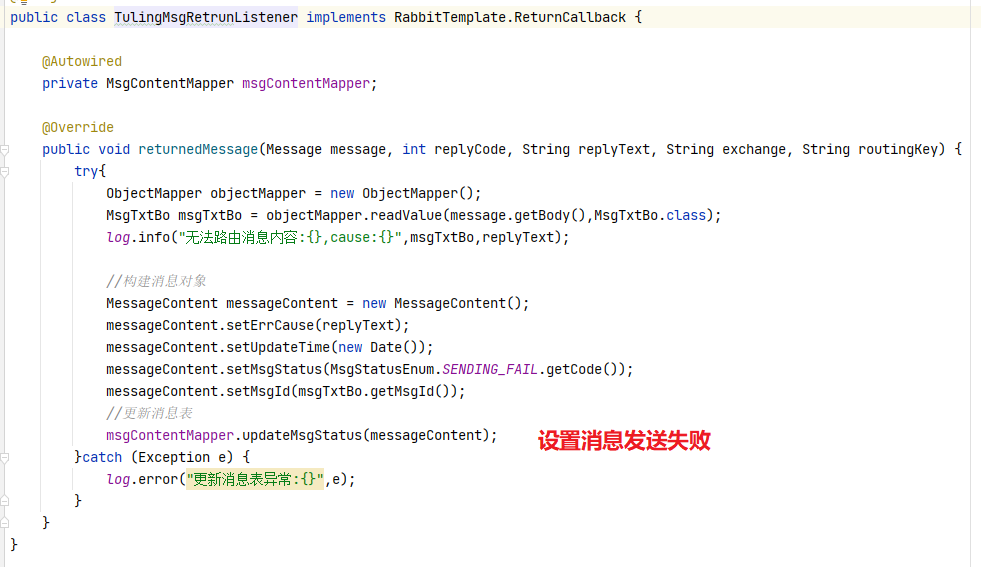 public class TulingMsgRetrunListener implements RabbitTemplate.ReturnCallback {
@Autowired
private MsgContentMapper msgContentMapper;
@Override
public void returnedMessage(Message message, int replyCode, String replyText, String exchange, String routingKey) {
try{
ObjectMapper objectMapper = new ObjectMapper();
MsgTxtBo msgTxtBo = objectMapper.readValue(message.getBody(),MsgTxtBo.class);
log.info("无法路由消息内容:{},cause:{}",msgTxtBo,replyText);
//构建消息对象
MessageContent messageContent = new MessageContent();
messageContent.setErrCause(replyText);
messageContent.setUpdateTime(new Date());
messageContent.setMsgStatus(MsgStatusEnum.SENDING_FAIL.getCode());
messageContent.setMsgId(msgTxtBo.getMsgId());
//更新消息表
msgContentMapper.updateMsgStatus(messageContent);
设置消息发送失败
}catch (Exception e) {
log.error("更新消息表异常:{}",e);
}
}
}